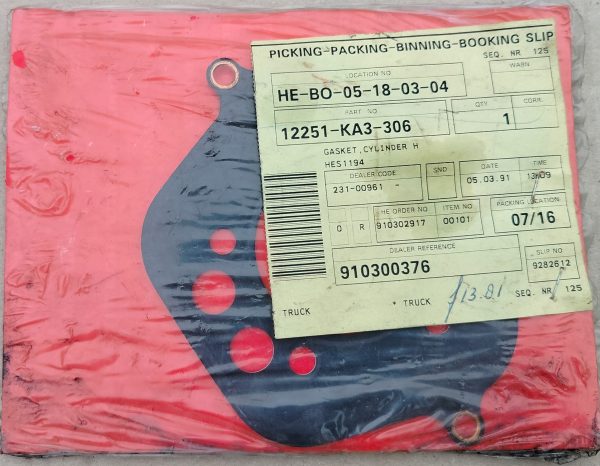 PICKING-PACKING-BINNING-BOOKING SLIP
SEQ. NR 125
LOCATION NO
WARN
HE-BO-05-18-03-04
PART NO
QTY
CORR.
12251-KA3-306
1
GASKET,CYLINDER H
HES1194
DEALER CODE
SND
DATE
TIME
231-00961 -
05.03.91
HE ORDER NO
ITEM NO
PACKING LOCATION
0 R
910302917
00101
07/16
DEALER REFERENCE
SLIP NO
910300376
9282612
TRUCK
* TRUCK
SEQ. NR 125